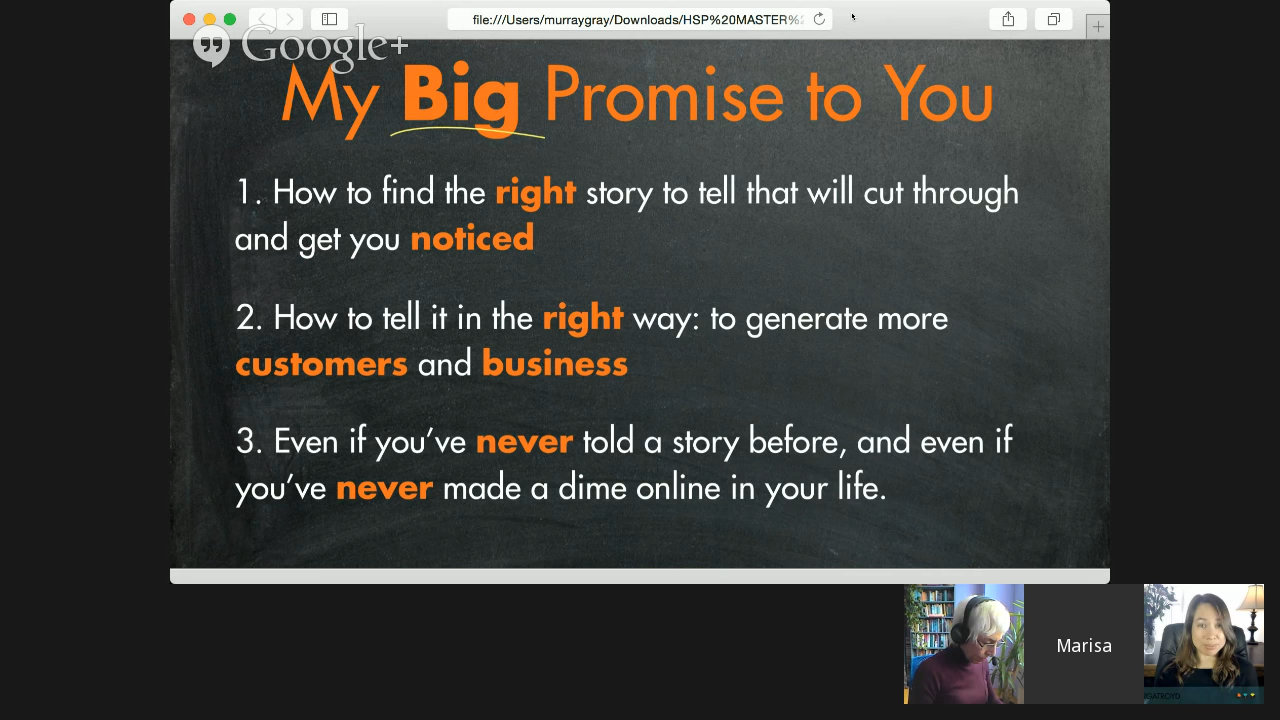 file:///Users/murraygray/Downloads/HSP%20MASTER%2
Google+
My Big Promise to You
1. How to find the right story to tell that will cut through
and get you noticed
2. How to tell it in the right way: to generate more
customers and business
3. Even if you've never told a story before, and even if
you've never made a dime online in your life.
Marisa